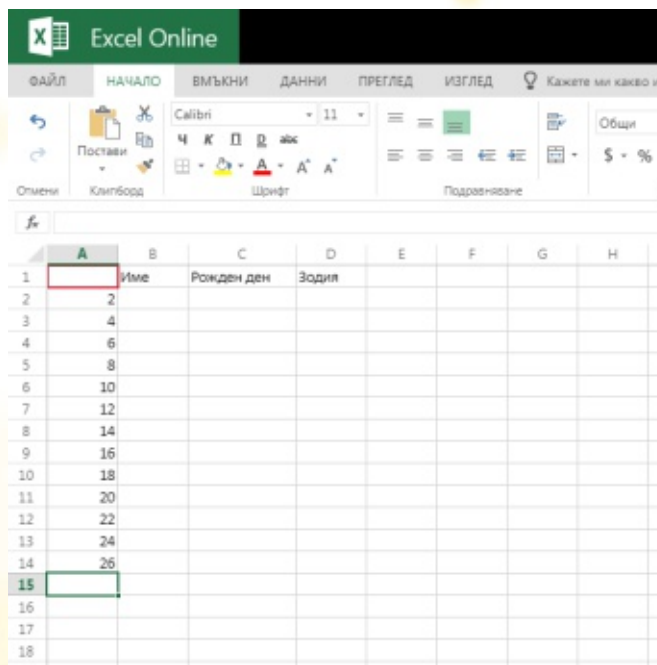 Excel Online
ФАЙЛ НАЧАЛО ВМЪКНИ ДАННИ ПРЕГЛЕД ИЗГЛЕД Кажете ми какво
Calibri 11 Общи
Постави Ч К П D abc $ %
A A A
Отмени Клипборд Шрифт Подравняване
fx
A B C D E F G H
1 Име Рожден ден Зодия
2 2
3 4
4 6
5 8
6 10
7 12
8 14
9 16
10 18
11 20
12 22
13 24
14 26
15
16
17
18